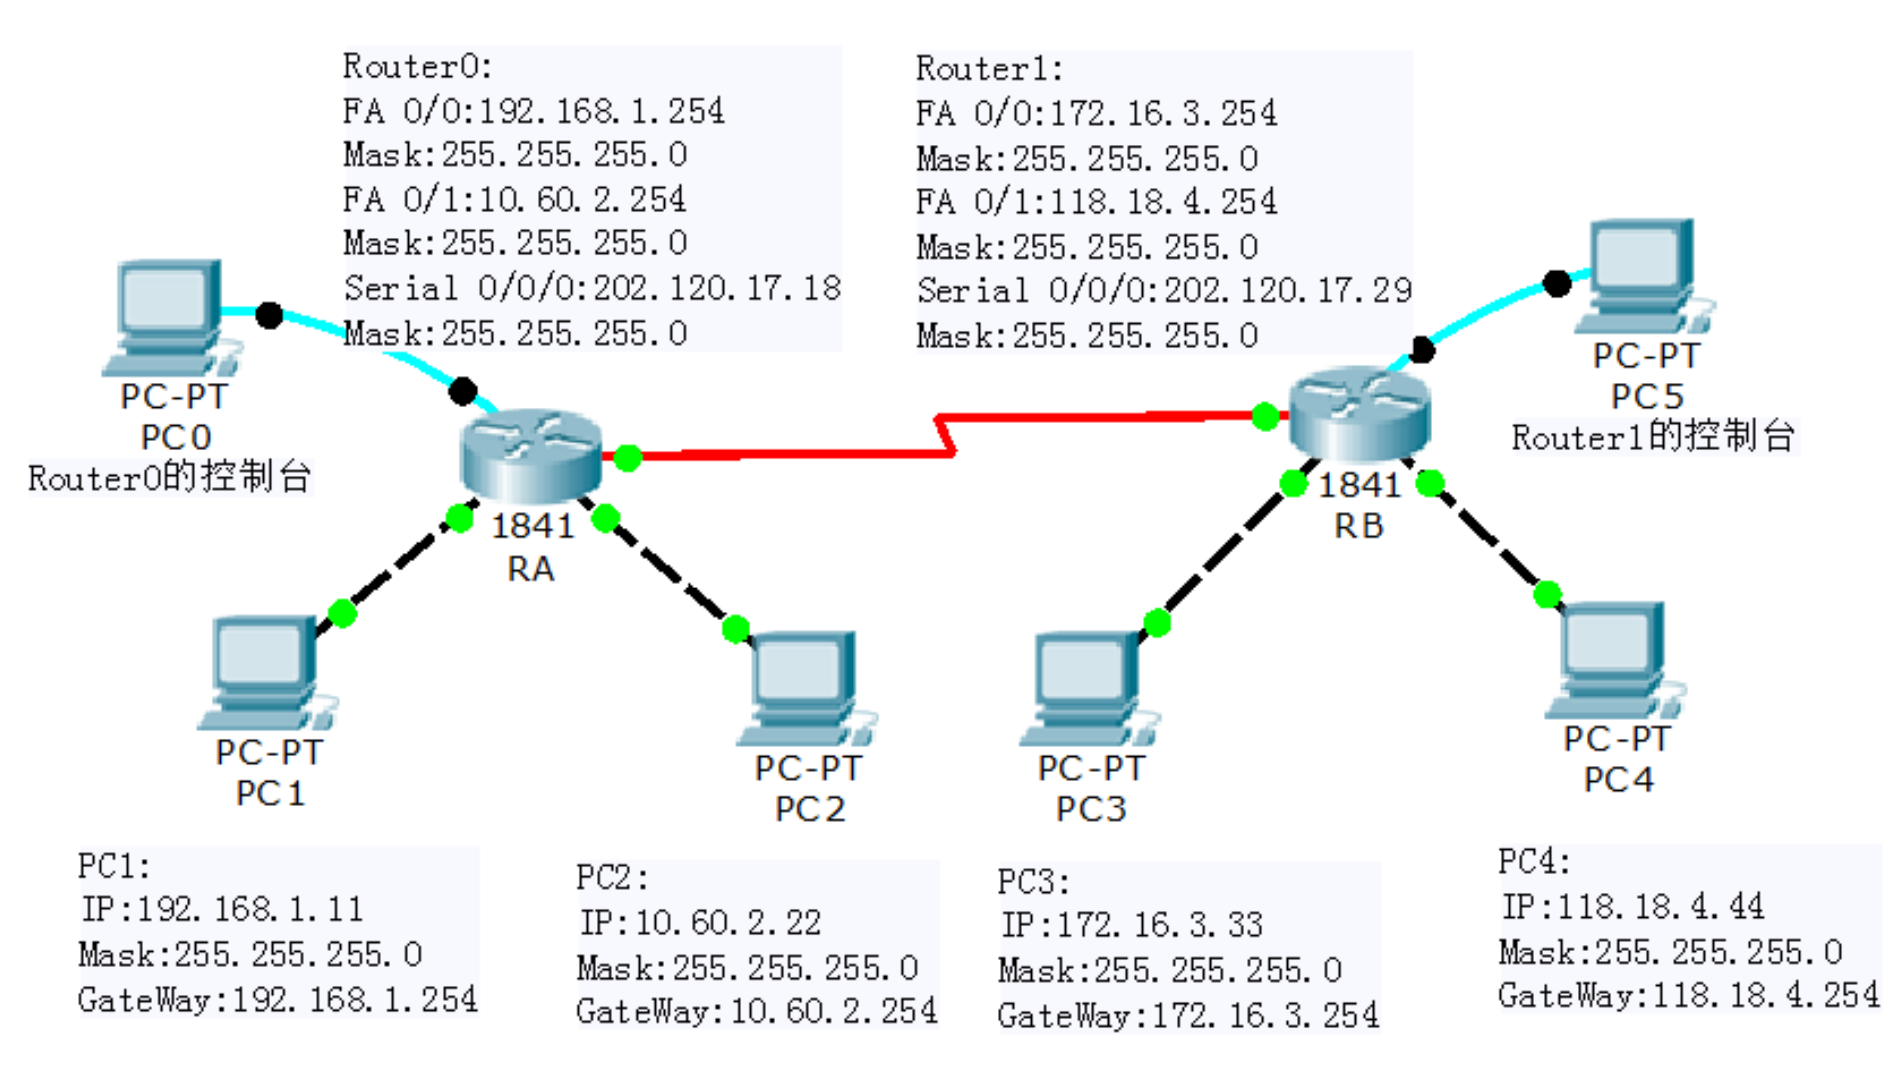 Router0:
FA 0/0:192.168.1.254
Mask:255.255.255.0
FA 0/1:10.60.2.254
Mask:255.255.255.0
Serial 0/0/0:202.120.17.18
Mask:255.255.255.0
Router1:
FA 0/0:172.16.3.254
Mask:255.255.255.0
FA 0/1:118.18.4.254
Mask:255.255.255.0
Serial 0/0/0:202.120.17.29
Mask:255.255.255.0
PC-PT
PC0
Router0的控制台
PC-PT
PC5
Router1的控制台
1841
RA
1841
RB
PC-PT
PC1
PC-PT
PC2
PC-PT
PC3
PC-PT
PC4
PC1:
IP:192.168.1.11
Mask:255.255.255.0
GateWay:192.168.1.254
PC2:
IP:10.60.2.22
Mask:255.255.255.0
GateWay:10.60.2.254
PC3:
IP:172.16.3.33
Mask:255.255.255.0
GateWay:172.16.3.254
PC4:
IP:118.18.4.44
Mask:255.255.255.0
GateWay:118.18.4.254